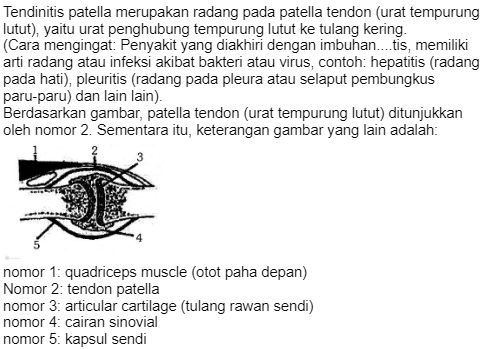 Tendinitis patella merupakan radang pada patella tendon (urat tempurung
lutut), yaitu urat penghubung tempurung lutut ke tulang kering.
(Cara mengingat: Penyakit yang diakhiri dengan imbuhan....tis, memiliki
arti radang atau infeksi akibat bakteri atau virus, contoh: hepatitis (radang
pada hati), pleuritis (radang pada pleura atau selaput pembungkus
paru-paru) dan lain lain).
Berdasarkan gambar, patella tendon (urat tempurung lutut) ditunjukkan
oleh nomor 2. Sementara itu, keterangan gambar yang lain adalah:
1 2 3
5 4
nomor 1: quadriceps muscle (otot paha depan)
Nomor 2: tendon patella
nomor 3: articular cartilage (tulang rawan sendi)
nomor 4: cairan sinovial
nomor 5: kapsul sendi